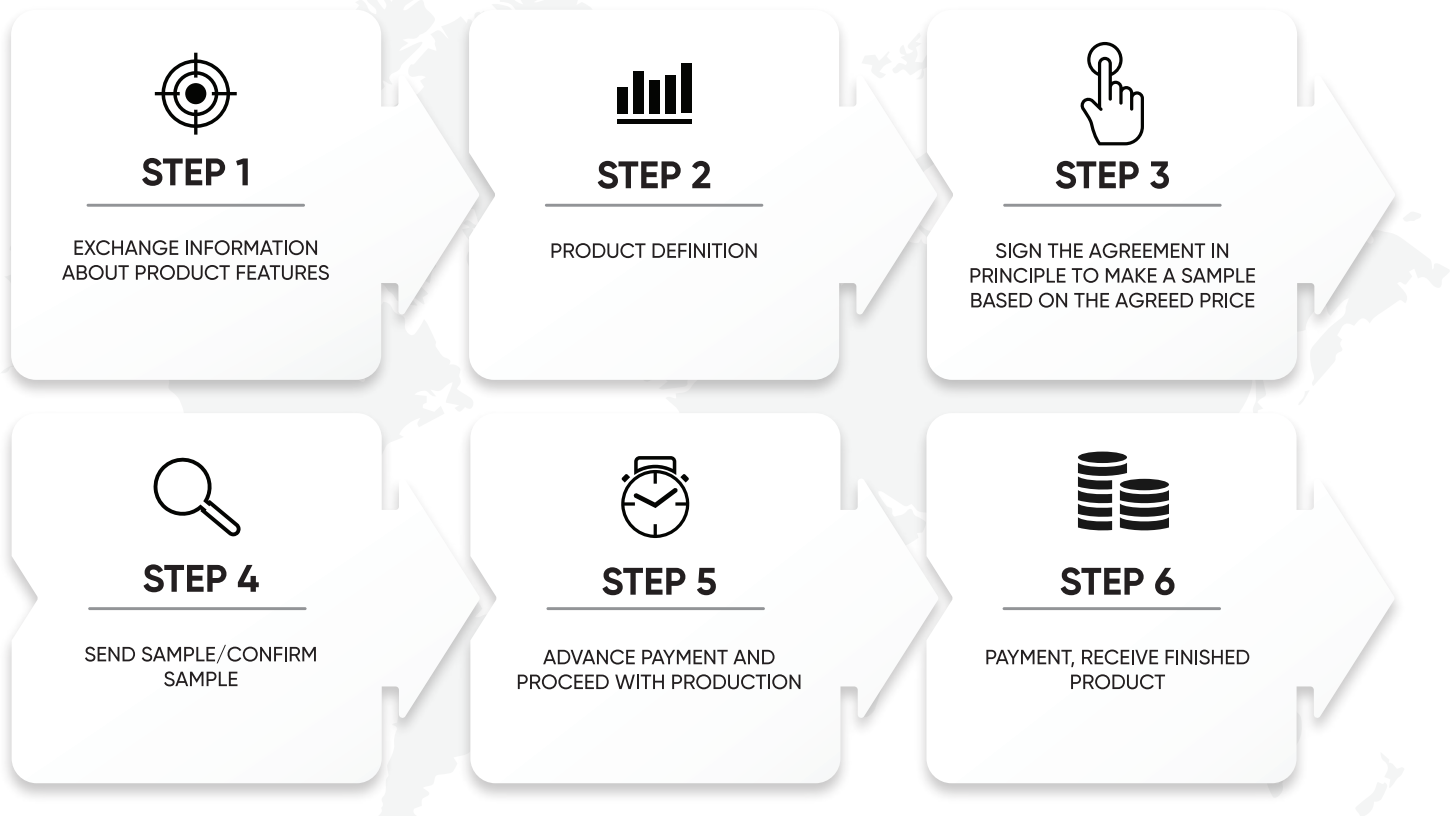 STEP 1
EXCHANGE INFORMATION
ABOUT PRODUCT FEATURES
STEP 2
PRODUCT DEFINITION
STEP 3
SIGN THE AGREEMENT IN
PRINCIPLE TO MAKE A SAMPLE
BASED ON THE AGREED PRICE
STEP 4
SEND SAMPLE/CONFIRM
SAMPLE
STEP 5
ADVANCE PAYMENT AND
PROCEED WITH PRODUCTION
STEP 6
PAYMENT, RECEIVE FINISHED
PRODUCT